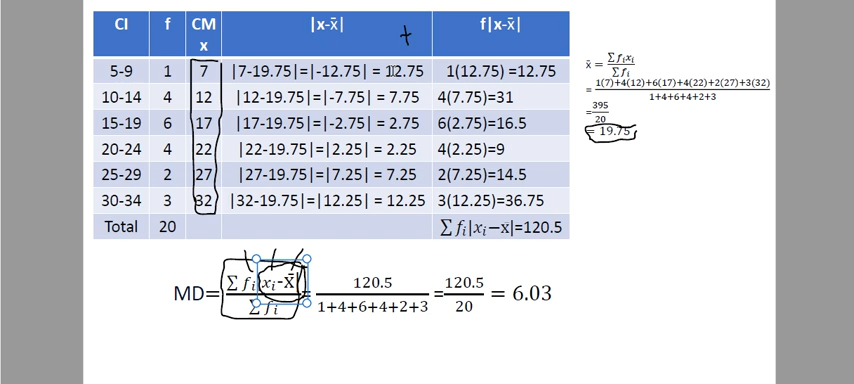 CI f CM x |x-x̄| f|x-x̄|
5-9 1 7 |7-19.75|=|-12.75| = 12.75 1(12.75) =12.75
10-14 4 12 |12-19.75|=|-7.75| = 7.75 4(7.75)=31
15-19 6 17 |17-19.75|=|-2.75| = 2.75 6(2.75)=16.5
20-24 4 22 |22-19.75|=|2.25| = 2.25 4(2.25)=9
25-29 2 27 |27-19.75|=|7.25| = 7.25 2(7.25)=14.5
30-34 3 32 |32-19.75|=|12.25| = 12.25 3(12.25)=36.75
Total 20 ∑ fᵢ|xᵢ−x̄|=120.5
x̄ = ∑ fᵢxᵢ / ∑ fᵢ
= 1(7)+4(12)+6(17)+4(22)+2(27)+3(32) / 1+4+6+4+2+3
= 395 / 20
= 19.75
MD= ∑ fᵢ|xᵢ-x̄| / ∑ fᵢ = 120.5 / 1+4+6+4+2+3 = 120.5 / 20 = 6.03